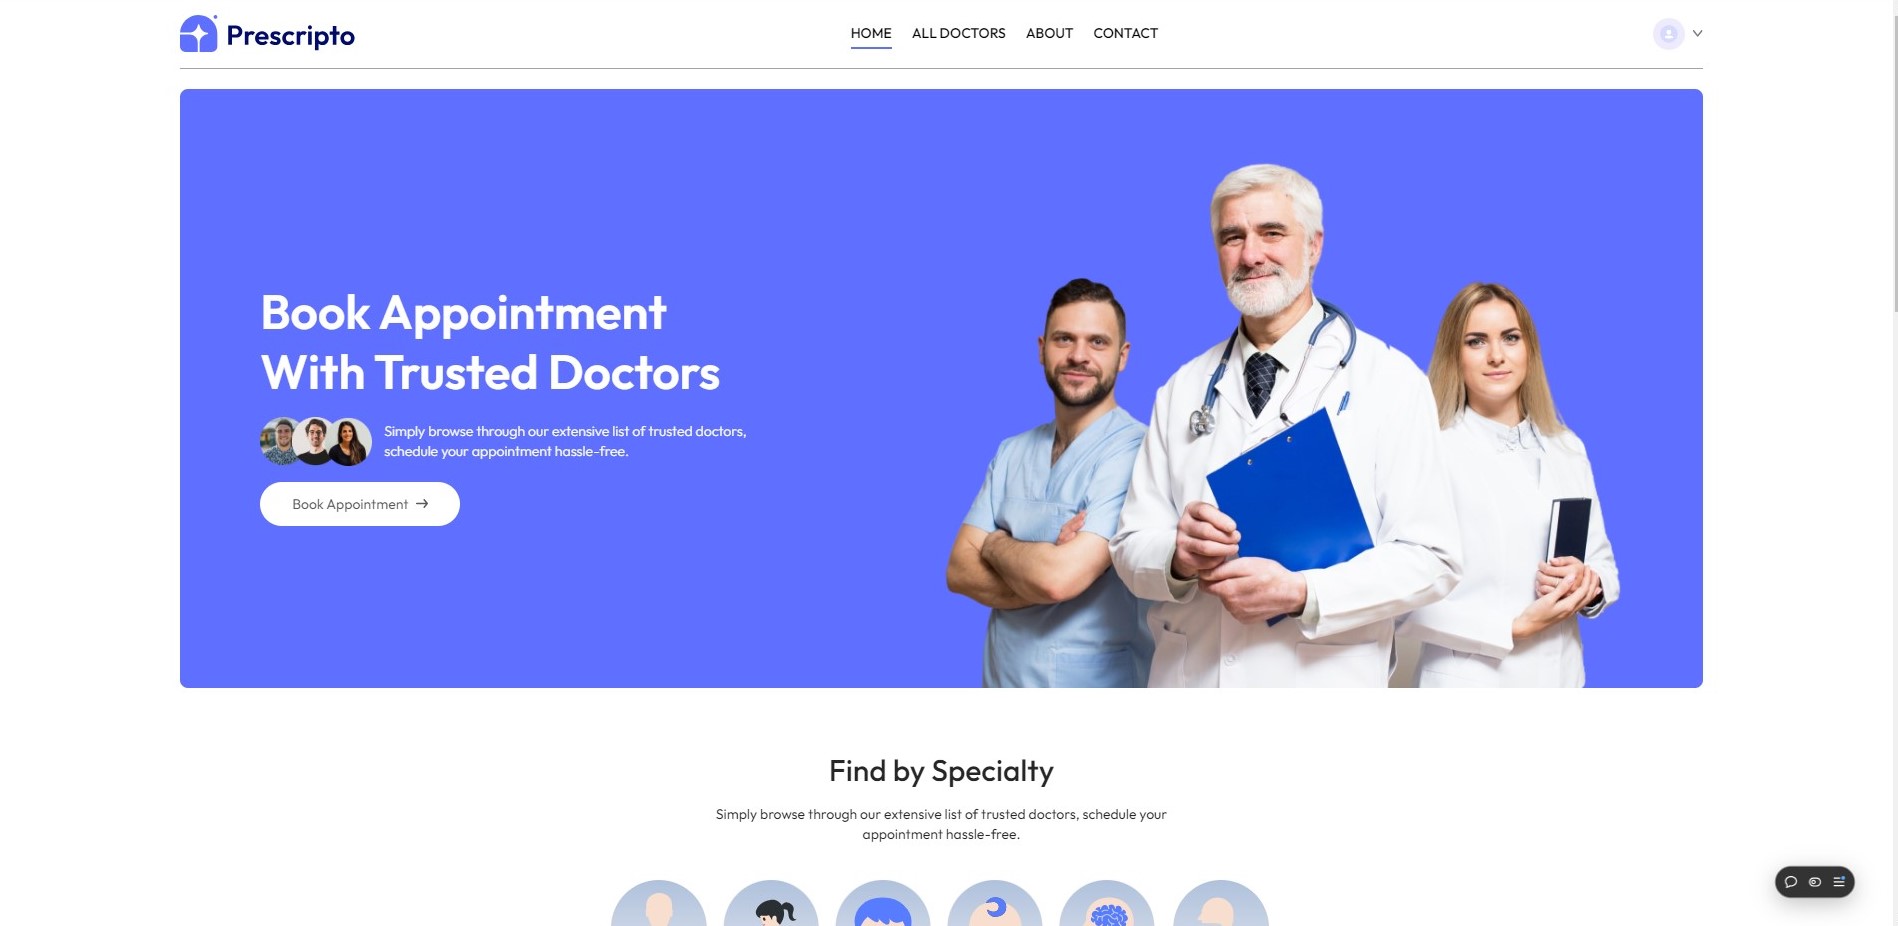 Prescripto
HOME
ALL DOCTORS
ABOUT
CONTACT
Book Appointment
With Trusted Doctors
Simply browse through our extensive list of trusted doctors,
schedule your appointment hassle-free.
Book Appointment →
Find by Specialty
Simply browse through our extensive list of trusted doctors, schedule your
appointment hassle-free.